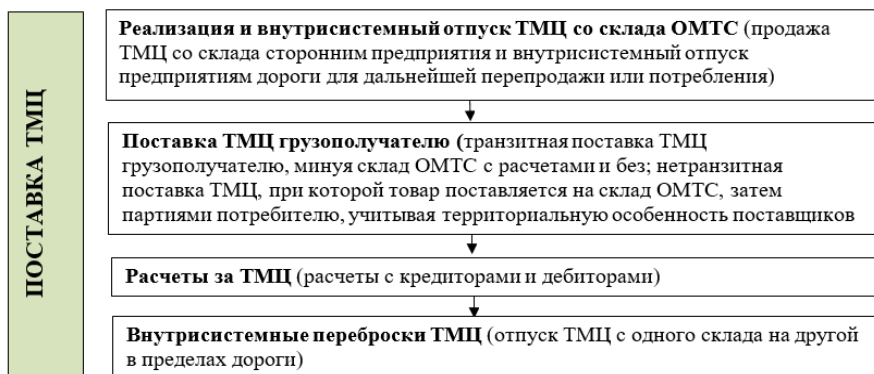 ПОСТАВКА ТМЦ
Реализация и внутрисистемный отпуск ТМЦ со склада ОМТС (продажа
ТМЦ со склада сторонним предприятия и внутрисистемный отпуск
предприятиям дороги для дальнейшей перепродажи или потребления)
Поставка ТМЦ грузополучателю (транзитная поставка ТМЦ
грузополучателю, минуя склад ОМТС с расчетами и без; нетранзитная
поставка ТМЦ, при которой товар поставляется на склад ОМТС, затем
партиями потребителю, учитывая территориальную особенность поставщиков
Расчеты за ТМЦ (расчеты с кредиторами и дебиторами)
Внутрисистемные переброски ТМЦ (отпуск ТМЦ с одного склада на другой
в пределах дороги)